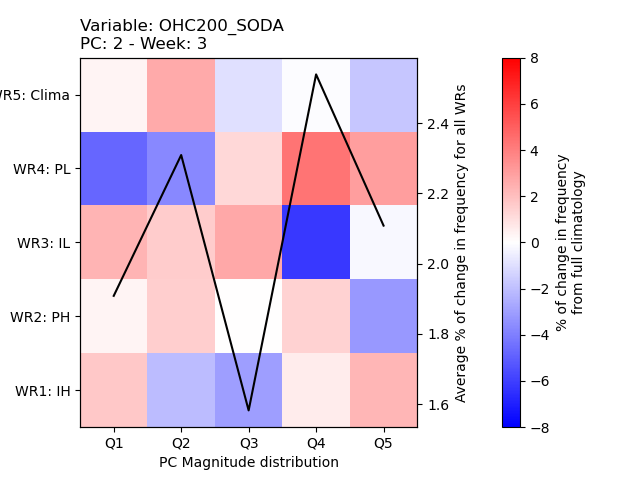 Variable: OHC200_SODA
PC: 2 - Week: 3
WR5: Clima
WR4: PL
WR3: IL
WR2: PH
WR1: IH
Q1 Q2 Q3 Q4 Q5
PC Magnitude distribution
2.4
2.2
2.0
1.8
1.6
Average % of change in frequency for all WRs
8
6
4
2
0
−2
−4
−6
−8
% of change in frequency
from full climatology